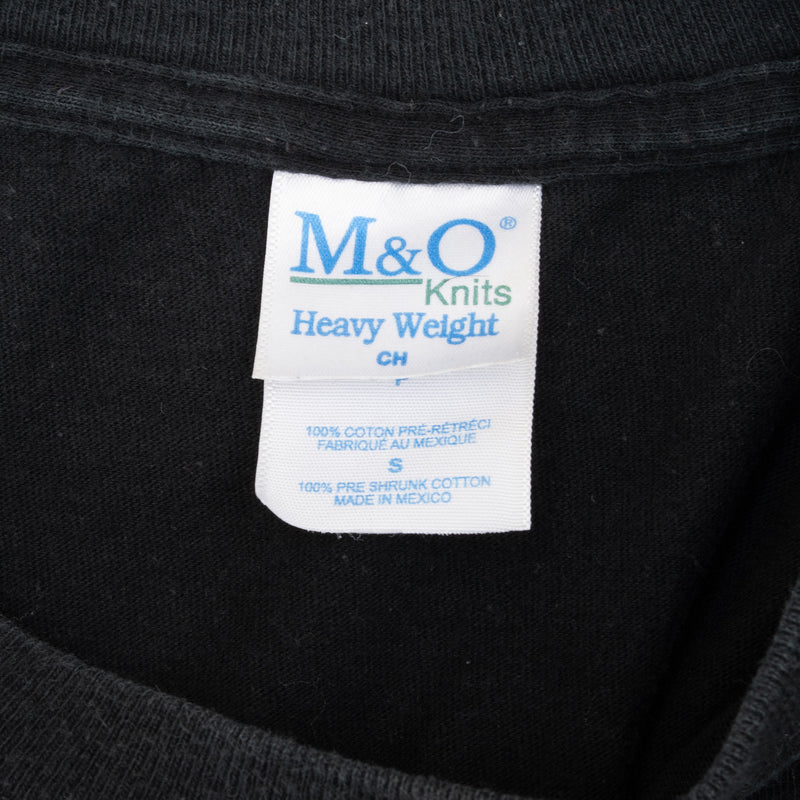 M&O®
Knits
Heavy Weight
CH
P
100% COTON PRÉ-RÉTRÉCI
FABRIQUÉ AU MEXIQUE
S
100% PRE SHRUNK COTTON
MADE IN MEXICO